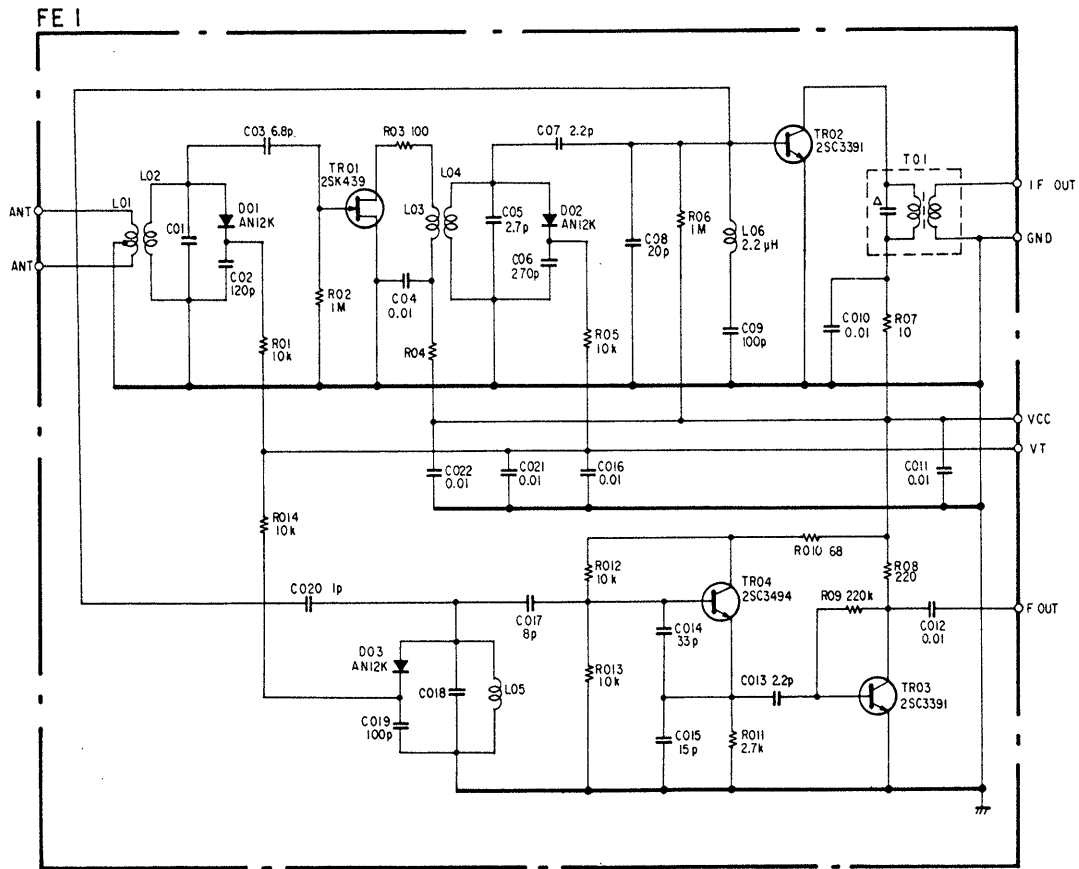 FE I
C03 6.8p.
R03 100
C07 2.2p
TR02
2SC3391
TR01
2SK439
L02
L04
T01
L01
D01
AN12K
L03
D02
AN12K
IF OUT
ANT
C01
C05
2.7p
R06
1M
L06
2.2 μH
Δ
C08
20p
GND
ANT
C02
120p
C06
270p
R02
1M
C04
0.01
C010
0.01
R07
10
C09
100p
R01
10k
R04
R05
10k
VCC
VT
C022
0.01
C021
0.01
C016
0.01
C011
0.01
R014
10k
R010 68
R012
10k
TR04
2SC3494
R08
220
C020 1p
R09 220k
F OUT
C017
8p
C014
33p
C012
0.01
D03
AN12K
R013
10k
C013 2.2p
TR03
2SC3391
C018
L05
C019
100p
C015
15p
R011
2.7k